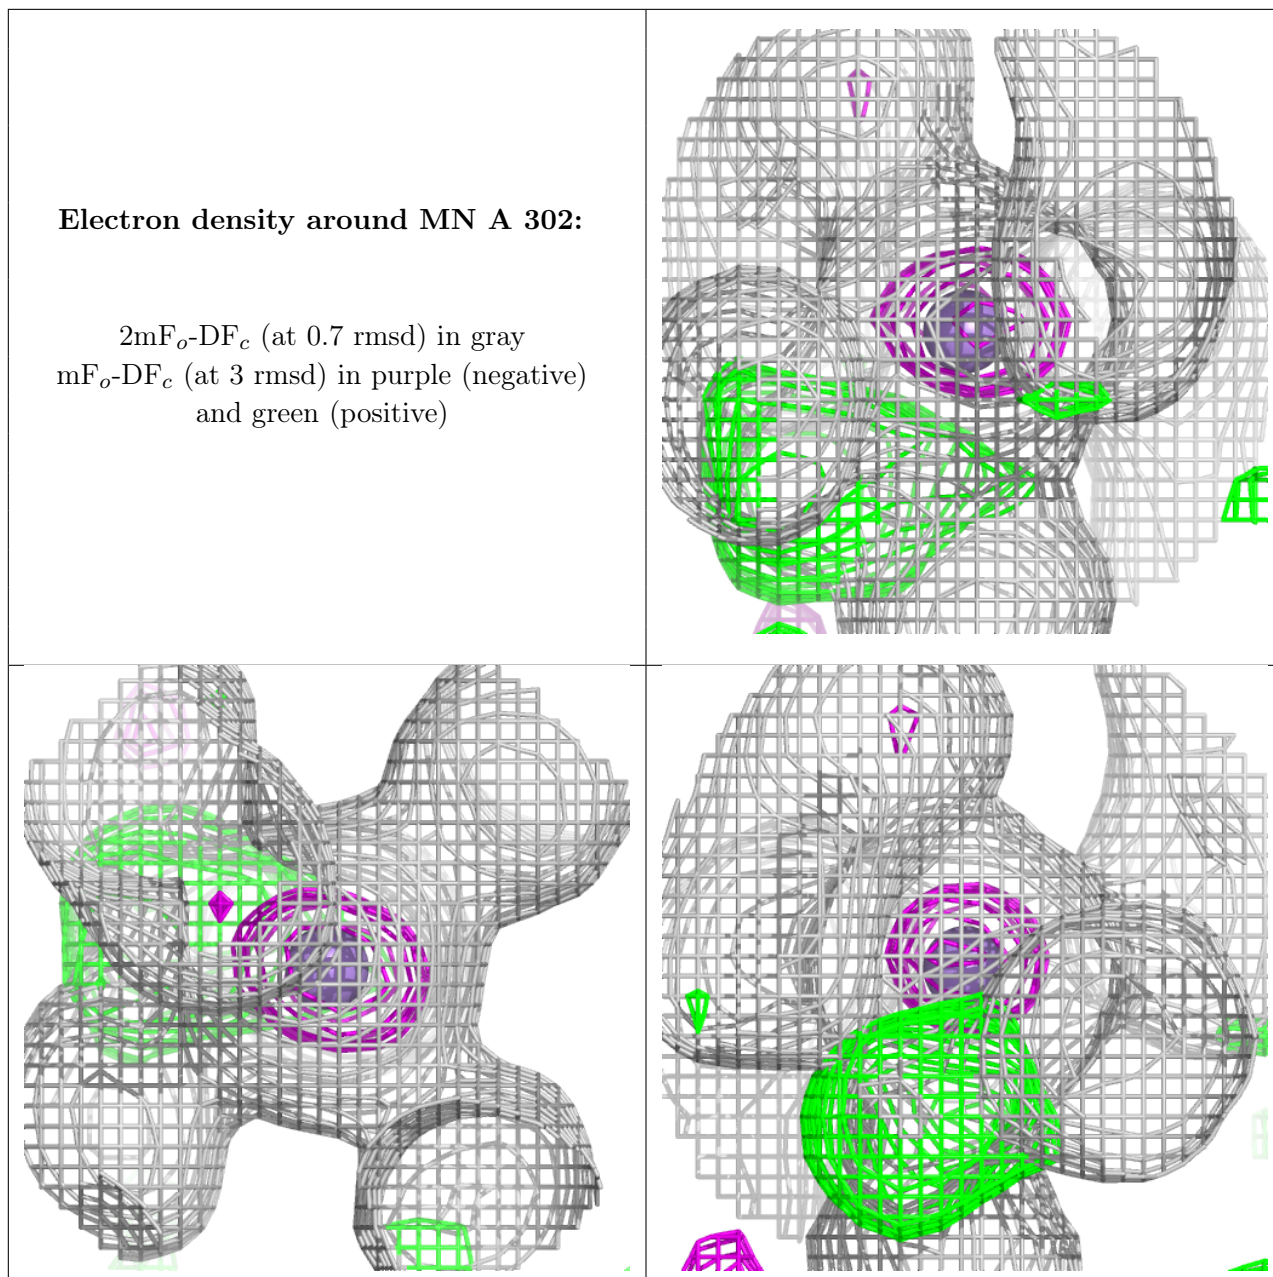 Electron density around MN A 302:
2mFo-DFc (at 0.7 rmsd) in gray
mFo-DFc (at 3 rmsd) in purple (negative)
and green (positive)